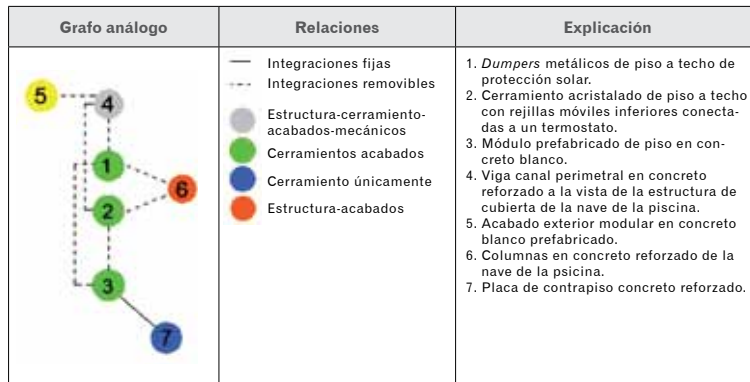 Grafo análogo
Relaciones
Explicación
5
4
1
6
2
3
7
Integraciones fijas
Integraciones removibles
Estructura-cerramiento-
acabados-mecánicos
Cerramientos acabados
Cerramiento únicamente
Estructura-acabados
1. Dumpers metálicos de piso a techo de
protección solar.
2. Cerramiento acristalado de piso a techo
con rejillas móviles inferiores conecta-
das a un termostato.
3. Módulo prefabricado de piso en con-
creto blanco.
4. Viga canal perimetral en concreto
reforzado a la vista de la estructura de
cubierta de la nave de la piscina.
5. Acabado exterior modular en concreto
blanco prefabricado.
6. Columnas en concreto reforzado de la
nave de la psicina.
7. Placa de contrapiso concreto reforzado.